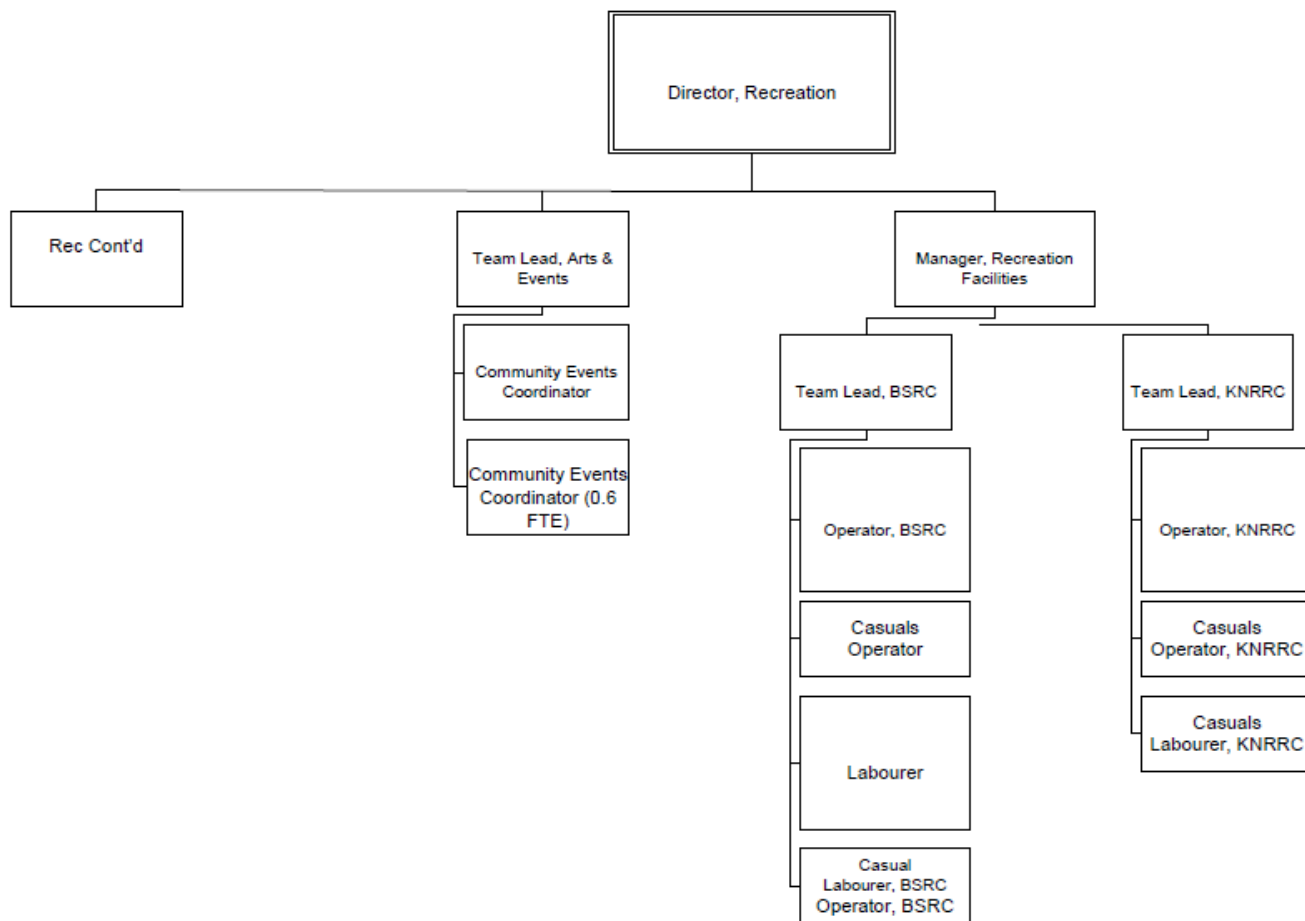 Director, Recreation
Rec Cont'd
Team Lead, Arts &
Events
Manager, Recreation
Facilities
Community Events
Coordinator
Community Events
Coordinator (0.6
FTE)
Team Lead, BSRC
Operator, BSRC
Casuals
Operator
Labourer
Casual
Labourer, BSRC
Operator, BSRC
Team Lead, KNRRC
Operator, KNRRC
Casuals
Operator, KNRRC
Casuals
Labourer, KNRRC